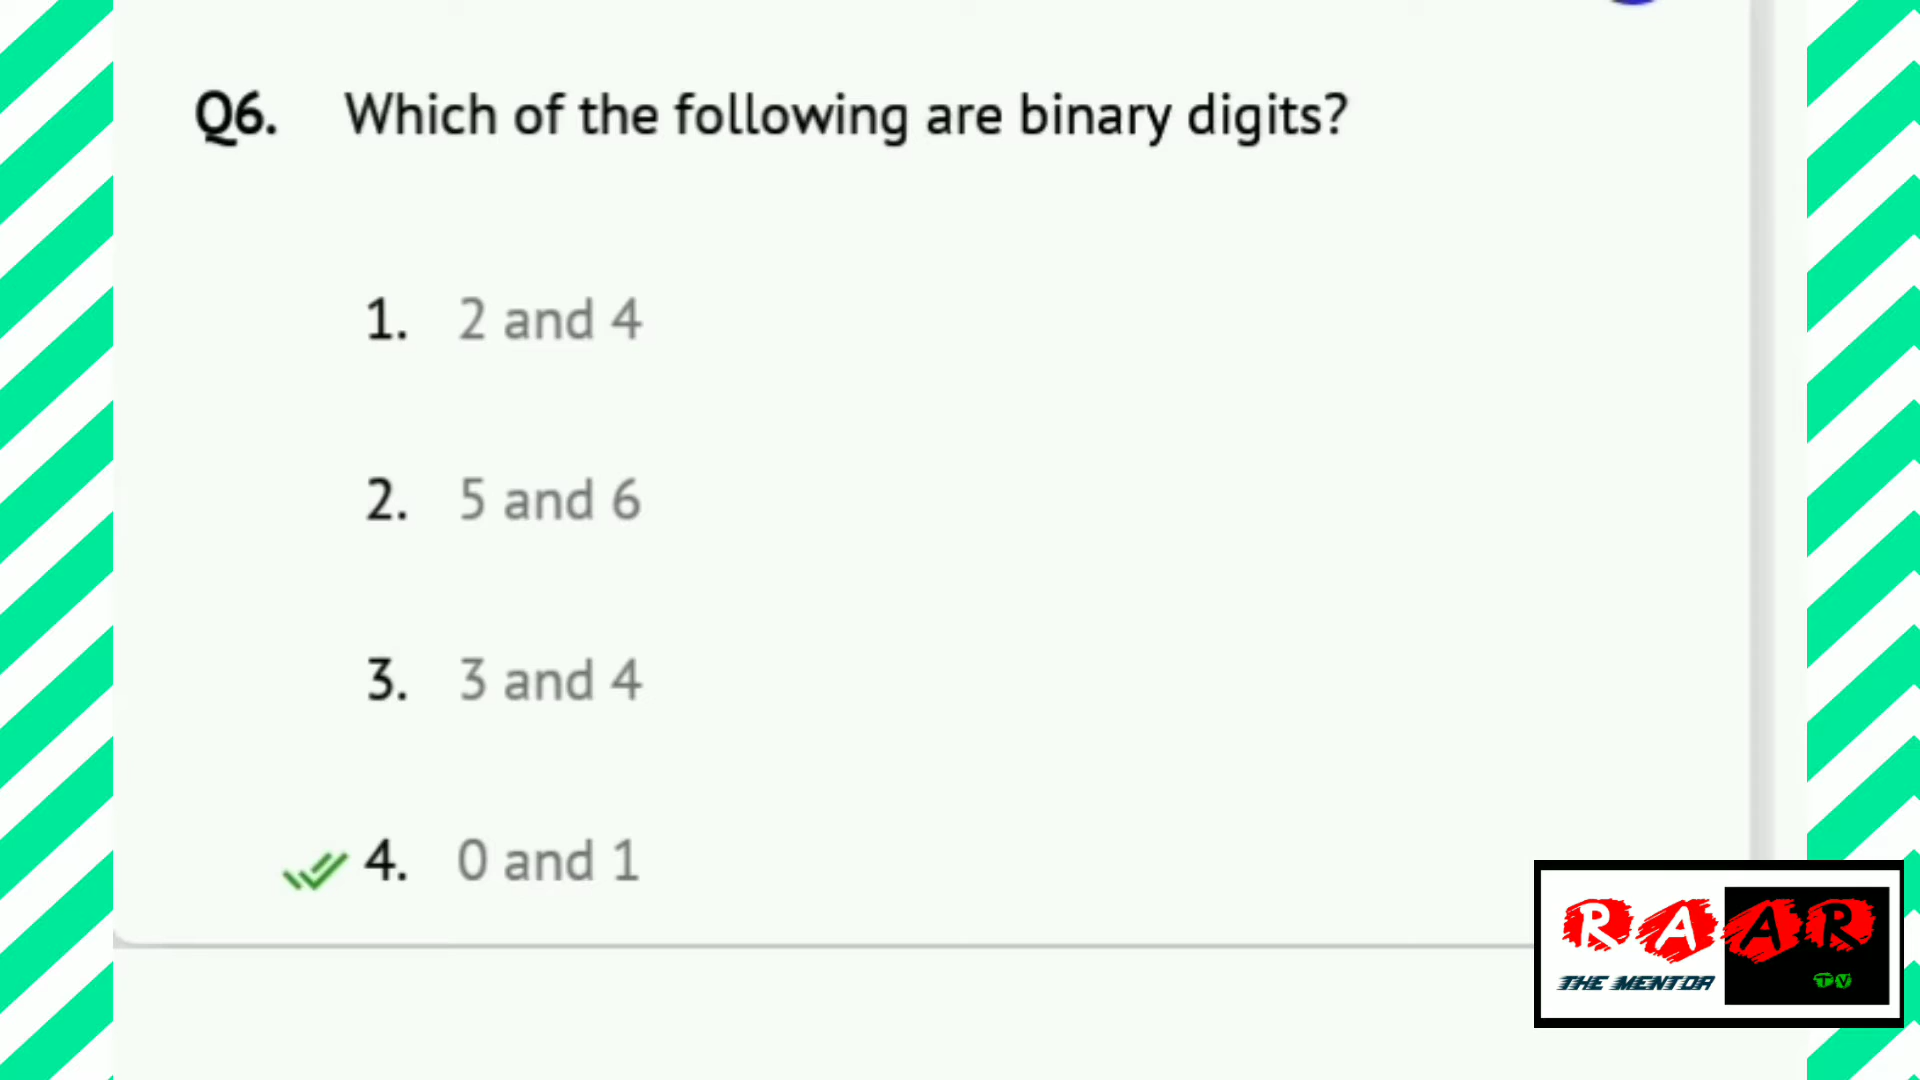 Q6. Which of the following are binary digits?
1. 2 and 4
2. 5 and 6
3. 3 and 4
4. 0 and 1
RAAR
THE MENTOR TV